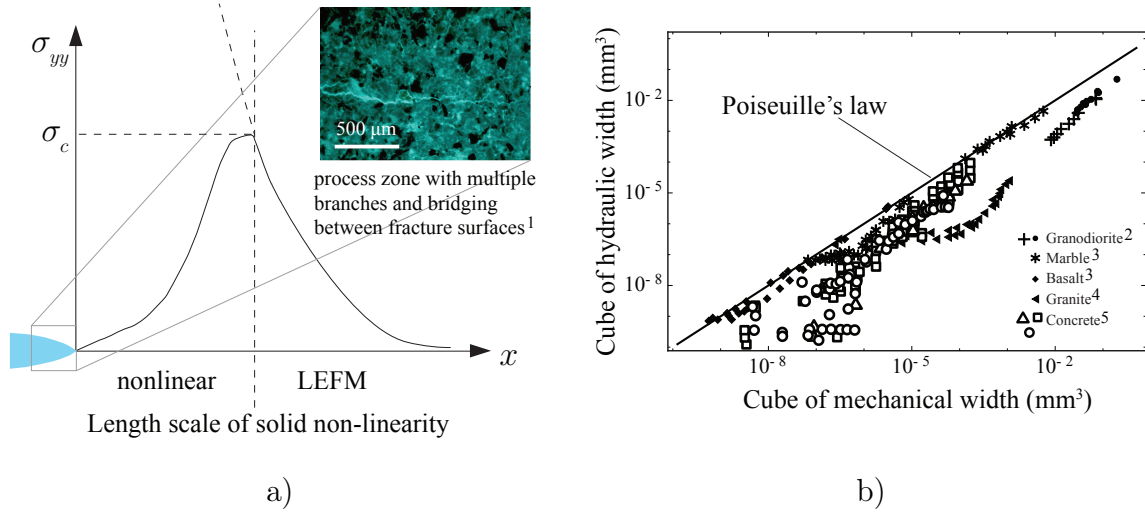 σyy
σc
500 μm
process zone with multiple
branches and bridging
between fracture surfaces1
x
nonlinear
LEFM
Length scale of solid non-linearity
a)
Cube of hydraulic width (mm3)
10-2
10-5
10-8
Poiseuille's law
Granodiorite2
Marble3
Basalt3
Granite4
Concrete5
10-8
10-5
10-2
Cube of mechanical width (mm3)
b)